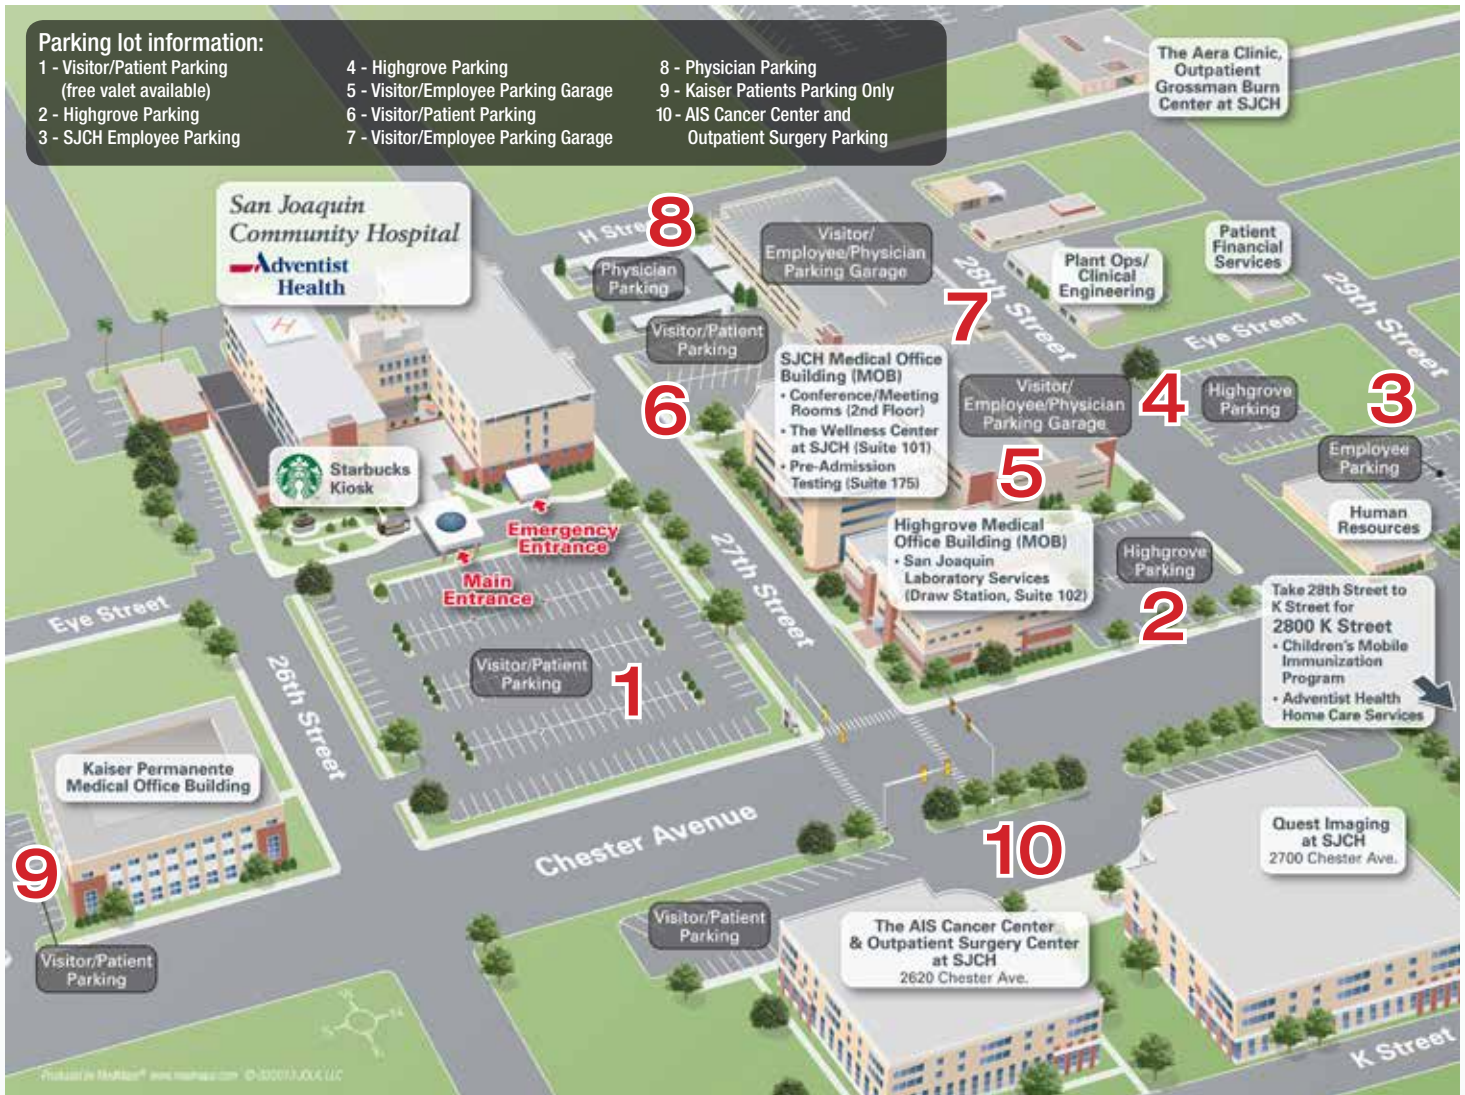 Parking lot information:
1 - Visitor/Patient Parking
(free valet available)
2 - Highgrove Parking
3 - SJCH Employee Parking
4 - Highgrove Parking
5 - Visitor/Employee Parking Garage
6 - Visitor/Patient Parking
7 - Visitor/Employee Parking Garage
8 - Physician Parking
9 - Kaiser Patients Parking Only
10 - AIS Cancer Center and
Outpatient Surgery Parking
The Aera Clinic,
Outpatient
Grossman Burn
Center at SJCH
San Joaquin
Community Hospital
Adventist
Health
H Street
8
Physician
Parking
Visitor/
Employee/Physician
Parking Garage
28th Street
7
Plant Ops/
Clinical
Engineering
Patient
Financial
Services
29th Street
Eye Street
Visitor/Patient
Parking
6
SJCH Medical Office
Building (MOB)
• Conference/Meeting
Rooms (2nd Floor)
• The Wellness Center
at SJCH (Suite 101)
• Pre-Admission
Testing (Suite 175)
Visitor/
Employee/Physician
Parking Garage
5
4
Highgrove
Parking
3
Employee
Parking
Human
Resources
H
Starbucks
Kiosk
Emergency
Entrance
Main
Entrance
27th Street
Highgrove Medical
Office Building (MOB)
• San Joaquin
Laboratory Services
(Draw Station, Suite 102)
Highgrove
Parking
2
Take 28th Street to
K Street for
2800 K Street
• Children's Mobile
Immunization
Program
• Adventist Health
Home Care Services
Eye Street
26th Street
Visitor/Patient
Parking
1
Kaiser Permanente
Medical Office Building
9
Visitor/Patient
Parking
Chester Avenue
10
Quest Imaging
at SJCH
2700 Chester Ave.
Visitor/Patient
Parking
The AIS Cancer Center
& Outpatient Surgery Center
at SJCH
2620 Chester Ave.
K Street